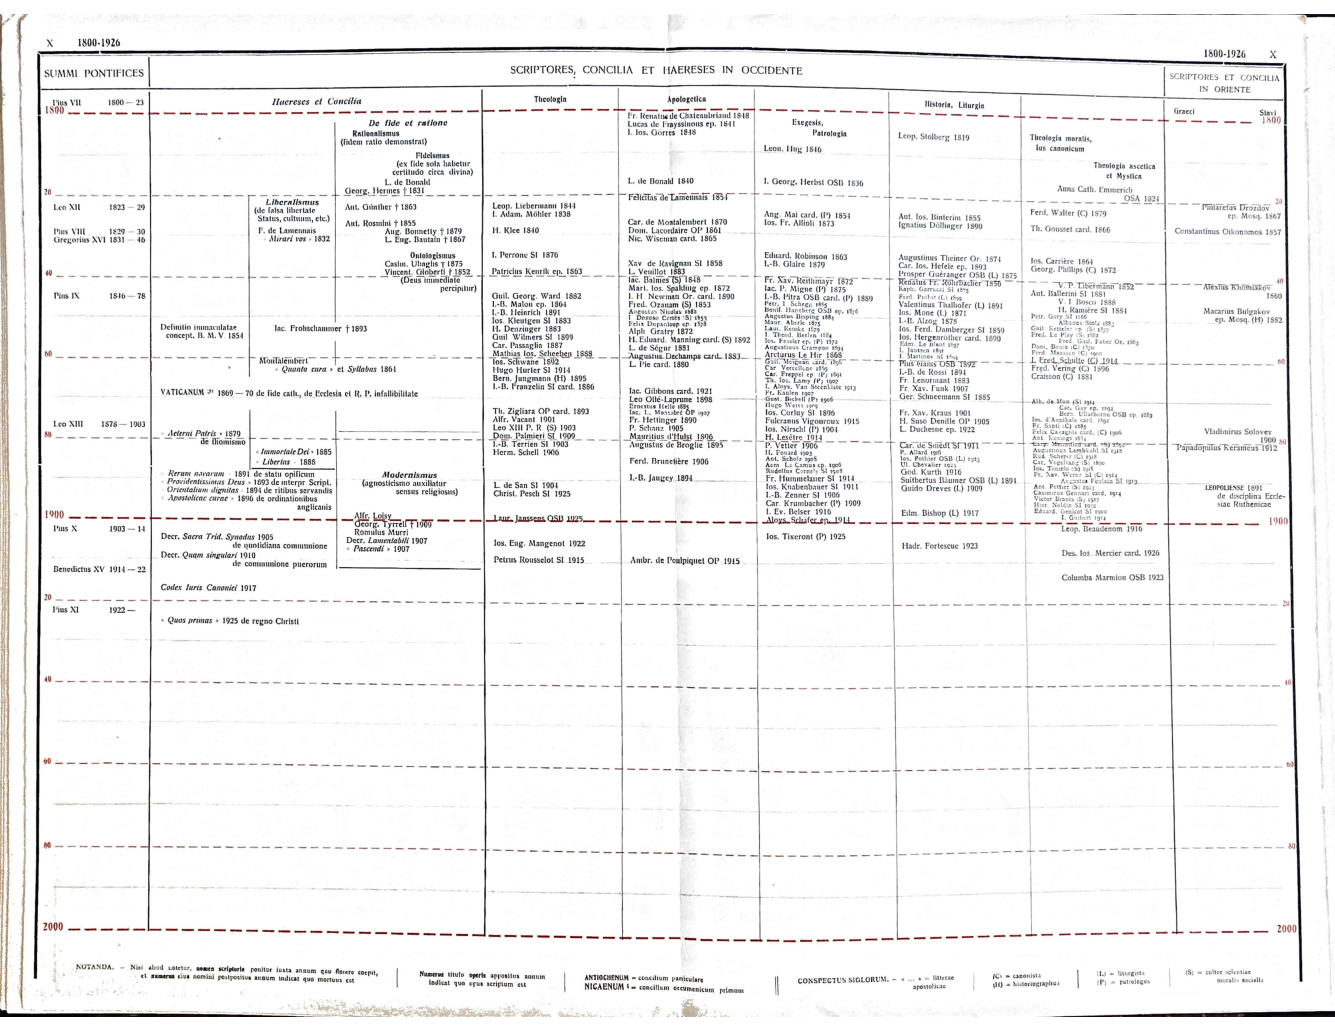 X 1800-1926
1800-1926 X
SUMMI PONTIFICES
SCRIPTORES, CONCILIA ET HAERESES IN OCCIDENTE
SCRIPTORES ET CONCILIA
IN ORIENTE
Pius VII 1800 — 23
1800
20
Leo XII 1823 — 29
Pius VIII 1829 — 30
Gregorius XVI 1831 — 46
40
Pius IX 1846 — 78
60
Leo XIII 1878 — 1903
80
1900
Pius X 1903 — 14
Benedictus XV 1914 — 22
20
Pius XI 1922 —
40
60
80
2000
Haereses et Concilia
De fide et ratione
Rationalismus
(fidem ratio demonstrat)
Fideismus
(ex fide sola habetur
certitudo circa divina)
L. de Bonald
Georg. Hermes † 1831
Liberalismus
(de falsa libertate
Status, cultuum, etc.)
F. de Lamennais
« Mirari vos » 1832
Ant. Günther † 1863
Ant. Rosmini † 1855
Aug. Bonnetty † 1879
L. Eug. Bautain † 1867
Ontologismus
Casim. Ubaghs † 1875
Vincent. Gioberti † 1852
(Deus immediate
percipitur)
Definitio immaculatae
concept. B. M. V 1854
Iac. Frohschammer † 1893
Montalembert
« Quanta cura » et Syllabus 1864
VATICANUM 1869 — 70 de fide cath., de Ecclesia et R. P. infallibilitate
« Aeterni Patris » 1879
de thomismo
« Immortale Dei » 1885
« Libertas » 1888
« Rerum novarum » 1891 de statu opificum
« Providentissimus Deus » 1893 de interpr. Script.
« Orientalium dignitas » 1894 de ritibus servandis
« Apostolicae curae » 1896 de ordinationibus
anglicanis
Modernismus
(agnosticismo auxiliatur
sensus religiosus)
Alfr. Loisy
Georg. Tyrrell † 1909
Romulus Murri
Decr. Lamentabili 1907
« Pascendi » 1907
Decr. Sacra Trid. Synodus 1905
de quotidiana communione
Decr. Quam singulari 1910
de communione puerorum
Codex Iuris Canonici 1917
« Quas primas » 1925 de regno Christi
Theologia
Leop. Liebermann 1844
I. Adam. Möhler 1838
H. Klee 1840
I. Perrone SI 1876
Patricius Kenrik ep. 1863
Guil. Georg. Ward 1882
I.-B. Malou ep. 1864
I.-B. Heinrich 1891
Ios. Kleutgen SI 1883
H. Denzinger 1883
Guil Wilmers SI 1899
Car. Passaglia 1887
Mathias Ios. Scheeben 1888
Ios. Schwane 1892
Hugo Hurter SI 1914
Bern. Jungmann (H) 1895
I.-B. Franzelin SI card. 1886
Th. Zigliara OP card. 1893
Alfr. Vacant 1901
Leo XIII P. R. (S) 1903
Dom. Palmieri SI 1909
I.-B. Terrien SI 1903
Herm. Schell 1906
L. de San SI 1904
Christ. Pesch SI 1925
Laur. Janssens OSB 1925
Ios. Eug. Mangenot 1922
Petrus Rousselot SI 1915
Apologetica
Fr. Renatus de Chateaubriand 1848
Lucas de Frayssinous ep. 1841
I. Ios. Görres 1848
L. de Bonald 1840
Felicitas de Lamennais 1854
Car. de Montalembert 1870
Dom. Lacordaire OP 1861
Nic. Wiseman card. 1865
Xav de Ravignan SI 1858
L. Veuillot 1883
Iac. Balmes (S) 1848
Mart. Ios. Spalding ep. 1872
I. H Newman Or. card. 1890
Fred. Ozanam (S) 1853
Augustus Nicolas 1888
I Donoso Cortés (S) 1853
Felix Dupanloup ep. 1878
Alph Gratry 1872
H. Eduard. Manning card. (S) 1892
L. de Ségur 1881
Augustus Dechamps card. 1883
L. Pie card. 1880
Iac. Gibbons card. 1921
Leo Ollé-Laprune 1898
Ernestus Hello 1885
Iac. L. Monsabré OP 1907
Fr. Hettinger 1890
P. Schanz 1905
Mauritius d'Hulst 1896
Augustus de Broglie 1895
Ferd. Brunetière 1906
I.-B. Jaugey 1894
Ambr. de Poulpiquet OP 1915
Exegesis,
Patrologia
Leon. Hug 1846
I. Georg. Herbst OSB 1836
Ang. Mai card. (P) 1854
Ios. Fr. Allioli 1873
Eduard. Robinson 1863
I.-B. Glaire 1879
Fr. Xav. Reithmayr 1872
Iac. P. Migne (P) 1875
I.-B. Pitra OSB card. (P) 1889
Petr. I Schegg 1885
Bonif. Haneberg OSB ep. 1876
Augustus Bisping 1884
Maur. Aberle 1875
Laur. Reinke 1879
I. Theod. Beelen 1884
Ios. Fessler ep. (P) 1872
Augustinus Crampon 1894
Arcturus Le Hir 1868
Guil. Meignan card. 1896
Car Vercellone 1869
Car. Freppel ep (P) 1891
Th. Ios. Lamy (P) 1907
I. Aloys. Van Steenkiste 1913
Fr. Kaulen 1907
Gust. Bickell (P) 1906
Hugo Weiss 1909
Ios. Corluy SI 1896
Fulcranus Vigouroux 1915
Ios. Nirschl (P) 1904
H. Lesêtre 1914
P. Vetter 1906
H. Fouard 1903
Ant. Scholz 1908
Aem. Le Camus ep. 1906
Rudolfus Cornely SI 1908
Fr. Hummelauer SI 1914
Ios. Knabenbauer SI 1911
I.-B. Zenner SI 1906
Car. Krumbacher (P) 1909
I. Ev. Belser 1916
Aloys. Schäfer ep. 1914
Ios. Tixeront (P) 1925
Historia, Liturgia
Leop. Stolberg 1819
Ant. Ios. Binterim 1855
Ignatius Döllinger 1890
Augustinus Theiner Or. 1874
Car. Ios. Hefele ep. 1893
Prosper Guéranger OSB (L) 1875
Renatus Fr. Rohrbacher 1856
Raph. Garrucci SI 1885
Ferd. Probst (L) 1899
Valentinus Thalhofer (L) 1891
Ios. Mone (L) 1871
I.-B. Alzog 1878
Ios. Ferd. Damberger SI 1859
Ios. Hergenröther card. 1890
Edm. Le Blant 1897
I. Janssen 1891
I. Martinov SI 1894
Pius Gams OSB 1892
I.-B. de Rossi 1894
Fr. Lenormant 1883
Fr. Xav. Funk 1907
Ger. Schneemann SI 1885
Fr. Xav. Kraus 1901
H. Suso Denifle OP 1905
L. Duchesne ep. 1922
Car. de Smedt SI 1911
P. Allard 1916
Ios. Pothier OSB (L) 1923
Ul. Chevalier 1923
God. Kurth 1916
Suitbertus Bäumer OSB (L) 1894
Guido Dreves (L) 1909
Edm. Bishop (L) 1917
Hadr. Fortescue 1923
Theologia moralis,
Ius canonicum
Theologia ascetica
et Mystica
Anna Cath. Emmerich
OSA 1824
Ferd. Walter (C) 1879
Th. Gousset card. 1866
Ios. Carrière 1864
Georg. Phillips (C) 1872
V. P. Libermann 1852
Ant. Ballerini SI 1881
V. I Bosco 1888
H. Ramière SI 1884
Petr. Gury SI 1866
Albanus Stolz 1883
Guil. Ketteler ep (S) 1877
Fred. Le Play (S) 1882
Fred. Guil. Faber Or. 1863
Dom. Bouix (C) 1870
Fred. Maassen (C) 1900
I. Fred. Schulte (C) 1914
Fred. Vering (C) 1896
Craisson (C) 1881
Alb. de Mun (S) 1914
Car. Gay ep. 1892
Bern. Ullathorne OSB ep. 1889
Ios. d'Annibale card. 1892
Fr. Santi (C) 1885
Felix Cavagnis card. (C) 1906
Ant. Konings 1884
Gasp. Mermillod card. (S) 1892
Augustinus Lehmkuhl SI 1918
Rud. Scherer (C) 1918
Ios. Toniolo (S) 1918
Fr. Xav. Wernz SI (C) 1914
Augustus Poulain SI 1919
Ant. Pottier (S) 1923
Casimirus Gennari card. 1914
Victor Brants (S) 1917
Hier. Noldin SI 1922
Eduard. Genicot SI 1900
I. Guibert 1914
Leop. Beaudenom 1916
Des. Ios. Mercier card. 1926
Columba Marmion OSB 1923
Graeci Slavi
1800
20
Philaretus Drozdov
ep. Mosq. 1867
Constantinus Oikonomos 1857
40
Alexius Khomiakov
1860
Macarius Bulgakov
ep. Mosq. (H) 1882
60
Vladimirus Solovev
1900 80
Papadopulus Kerameus 1912
LEOPOLIENSE 1891
de disciplina Eccle-
siae Ruthenicae
1900
20
40
60
80
2000
NOTANDA. — Nisi aliud notetur, nomen scriptoris ponitur iuxta annum quo florere coepit,
et numerus eius nomini postpositus annum indicat quo mortuus est
Numerus titulo operis appositus annum
indicat quo opus scriptum est
ANTIOCHENUM = concilium particulare
NICAENUM 1 = concilium oecumenicum primum
CONSPECTUS SIGLORUM. — « ... » = litterae
apostolicae
(C) = canonista
(H) = historiographus
(L) = liturgista
(P) = patrologus
(S) = cultor scientiae
moralis socialis